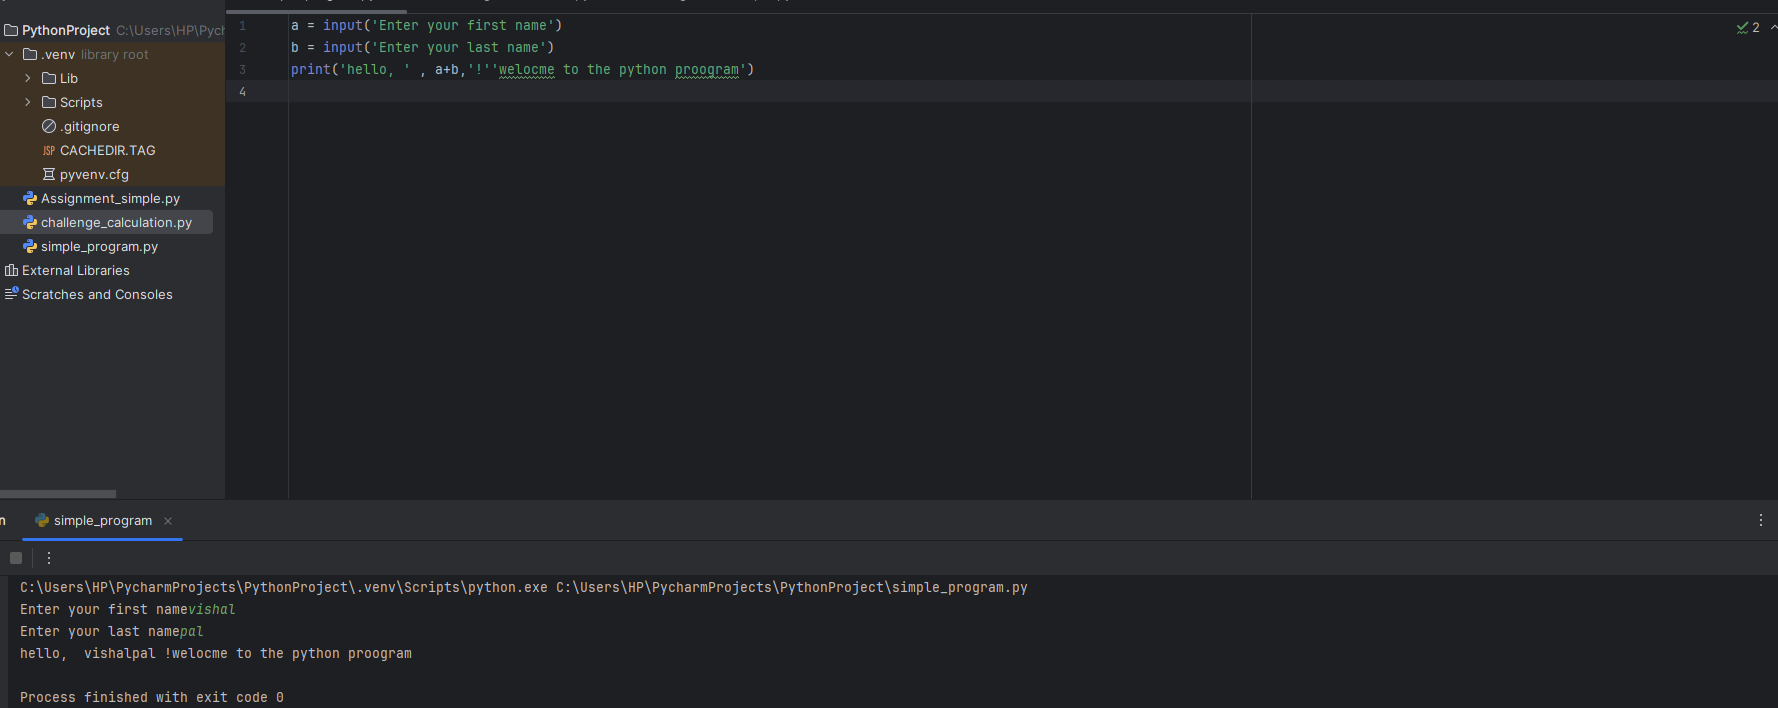 PythonProject C:\Users\HP\Pych
.venv library root
Lib
Scripts
.gitignore
JSP CACHEDIR.TAG
pyvenv.cfg
Assignment_simple.py
challenge_calculation.py
simple_program.py
External Libraries
Scratches and Consoles
1 a = input('Enter your first name')
2 b = input('Enter your last name')
3 print('hello, ' , a+b,'!''welocme to the python proogram')
4
2
n simple_program
C:\Users\HP\PycharmProjects\PythonProject\.venv\Scripts\python.exe C:\Users\HP\PycharmProjects\PythonProject\simple_program.py
Enter your first namevishal
Enter your last namepal
hello,  vishalpal !welocme to the python proogram
Process finished with exit code 0